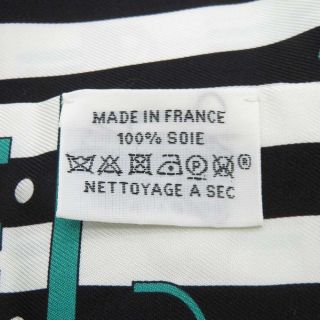 MADE IN FRANCE
100% SOIE
P W ®
NETTOYAGE A SEC